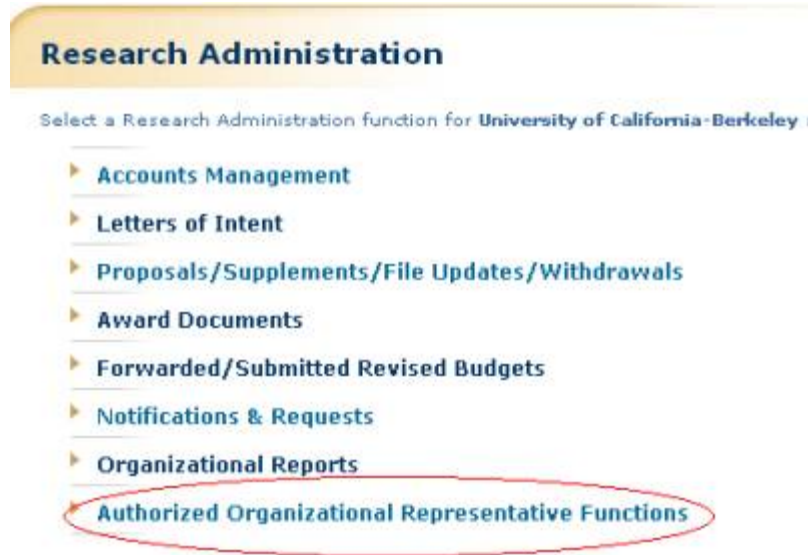 Research Administration
Select a Research Administration function for University of California-Berkeley
Accounts Management
Letters of Intent
Proposals/Supplements/File Updates/Withdrawals
Award Documents
Forwarded/Submitted Revised Budgets
Notifications & Requests
Organizational Reports
Authorized Organizational Representative Functions